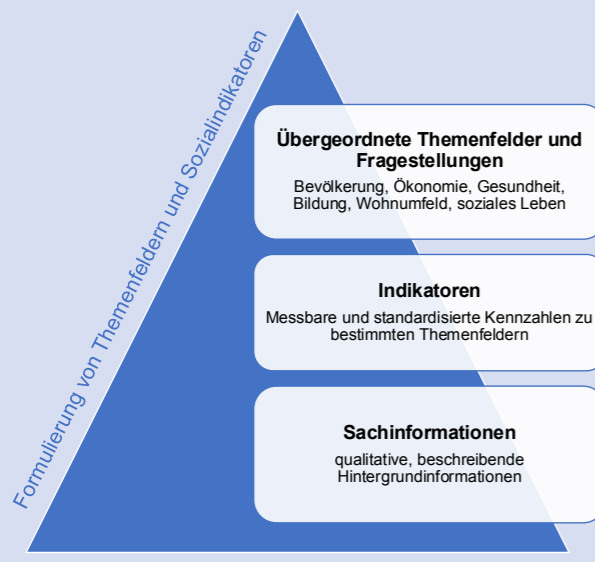 Formulierung von Themenfeldern und Sozialindikatoren
Übergeordnete Themenfelder und
Fragestellungen
Bevölkerung, Ökonomie, Gesundheit,
Bildung, Wohnumfeld, soziales Leben
Indikatoren
Messbare und standardisierte Kennzahlen zu
bestimmten Themenfeldern
Sachinformationen
qualitative, beschreibende
Hintergrundinformationen